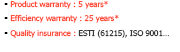 ▪ Product warranty : 5 years*
▪ Efficiency warranty : 25 years*
▪ Quality insurance : ESTI (61215), ISO 9001...